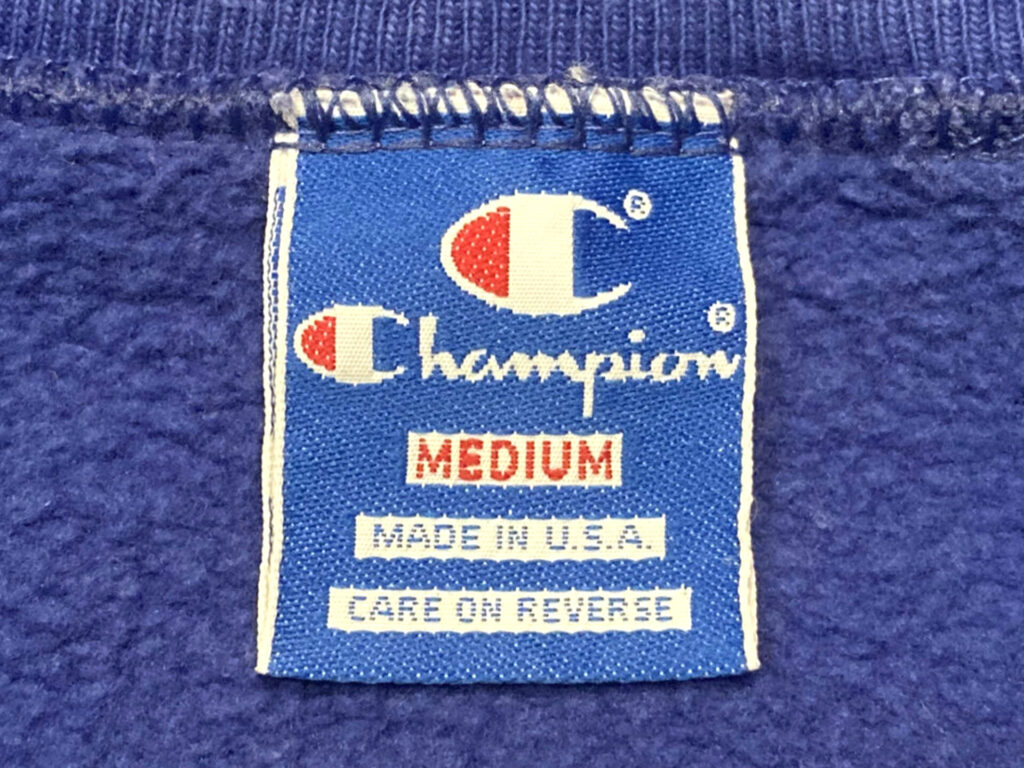 C®
Champion®
MEDIUM
MADE IN U.S.A.
CARE ON REVERSE